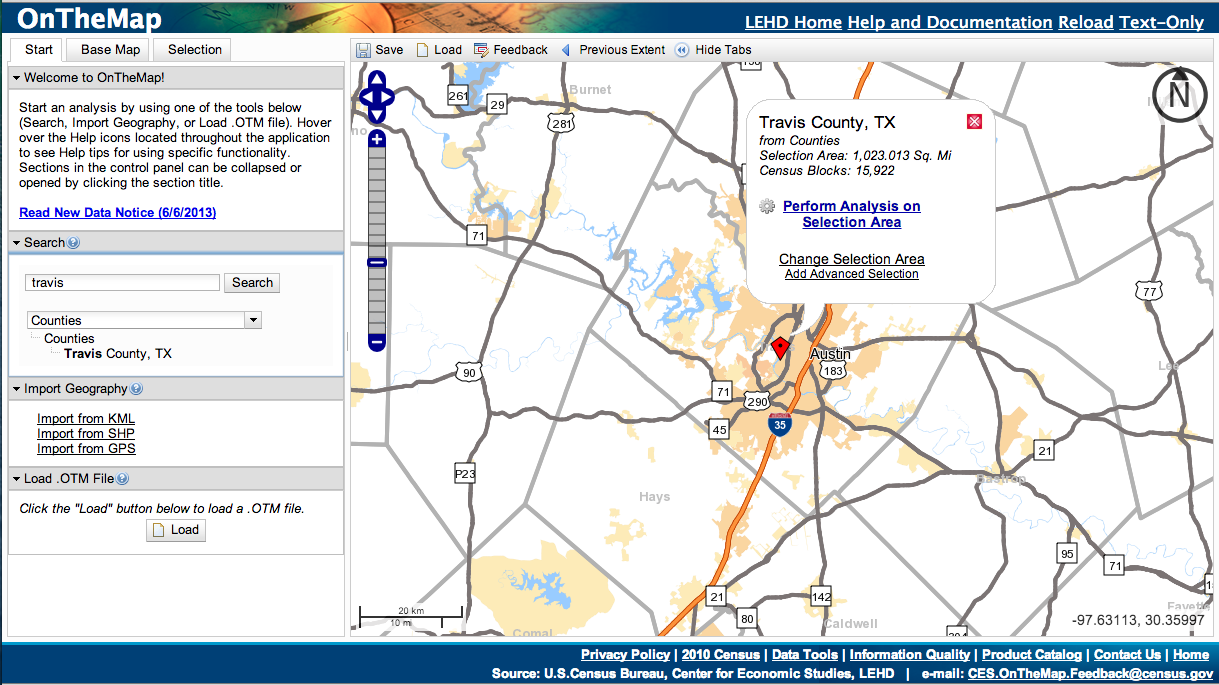 OnTheMap
LEHD Home Help and Documentation Reload Text-Only
Start Base Map Selection
Save Load Feedback Previous Extent Hide Tabs
Welcome to OnTheMap!
Start an analysis by using one of the tools below
(Search, Import Geography, or Load .OTM file). Hover
over the Help icons located throughout the application
to see Help tips for using specific functionality.
Sections in the control panel can be collapsed or
opened by clicking the section title.
Read New Data Notice (6/6/2013)
Search
travis Search
Counties
Counties
Travis County, TX
Import Geography
Import from KML
Import from SHP
Import from GPS
Load .OTM File
Click the "Load" button below to load a .OTM file.
Load
Travis County, TX
from Counties
Selection Area: 1,023.013 Sq. Mi
Census Blocks: 15,922
Perform Analysis on
Selection Area
Change Selection Area
Add Advanced Selection
N
Burnet
261
29
281
71
77
90
Austin
183
71
290
45
35
21
P23
Bastrop
Hays
95
71
21
142
80
Caldwell
Comal
20 km
10 mi
-97.63113, 30.35997
Privacy Policy | 2010 Census | Data Tools | Information Quality | Product Catalog | Contact Us | Home
Source: U.S.Census Bureau, Center for Economic Studies, LEHD | e-mail: CES.OnTheMap.Feedback@census.gov